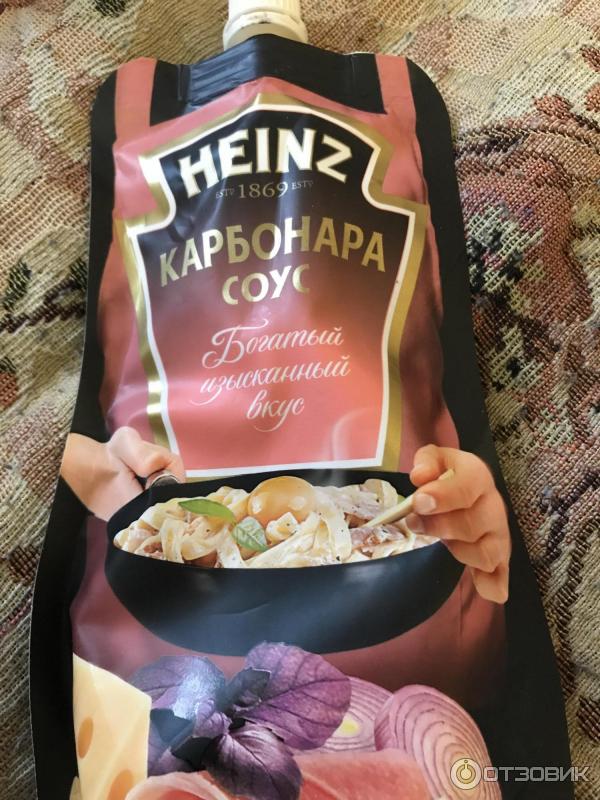 HEINZ
ESTD 1869 ESTD
КАРБОНАРА
СОУС
Богатый
изысканный
вкус
ОТЗОВИК